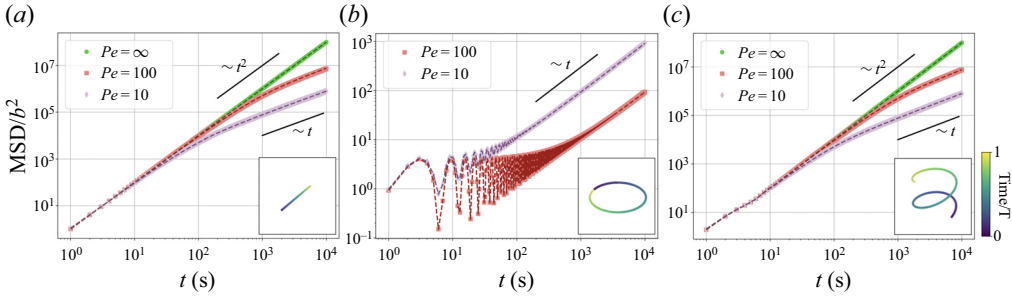 (a)
MSD/b²
10⁷
10⁵
10³
10¹
Pe = ∞
Pe = 100
Pe = 10
~ t²
~ t
10⁰ 10¹ 10² 10³ 10⁴
t (s)
(b)
10³
10²
10¹
10⁰
10⁻¹
Pe = 100
Pe = 10
~ t
10⁰ 10¹ 10² 10³ 10⁴
t (s)
(c)
10⁷
10⁵
10³
10¹
Pe = ∞
Pe = 100
Pe = 10
~ t²
~ t
10⁰ 10¹ 10² 10³ 10⁴
t (s)
1
Time/T
0